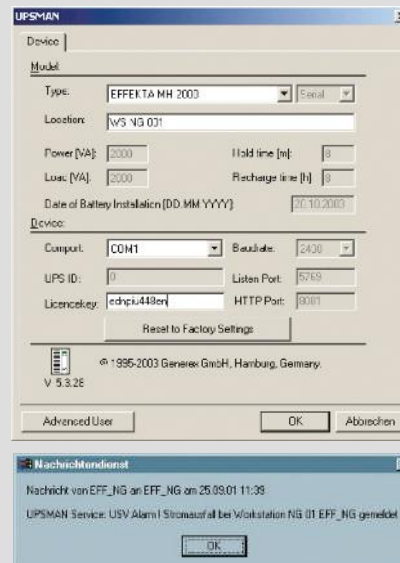 UPSMAN
Device
Model:
Type: EFFEKTA MH 2000 Serial
Location: WS NG 001
Power [VA]: 2000 Hold time [m]: 8
Load [VA]: 2000 Recharge time [h] 8
Date of Battery Installation (DD.MM YYYY): 20.10.2003
Device:
Comport: COM1 Baudrate: 2400
UPS ID: 0 Listen Port: 5769
Licencekey: ednpiu448en HTTP Port: 8081
Reset to Factory Settings
© 1995-2003 Generex GmbH, Hamburg, Germany.
V 5.3.28
Advanced User OK Abbrechen
Nachrichtendienst
Nachricht von EFF_NG an EFF_NG am 25.09.01 11:39
UPSMAN Service: USV Alarm! Stromausfall bei Workstation NG 01 EFF_NG gemeldet
OK